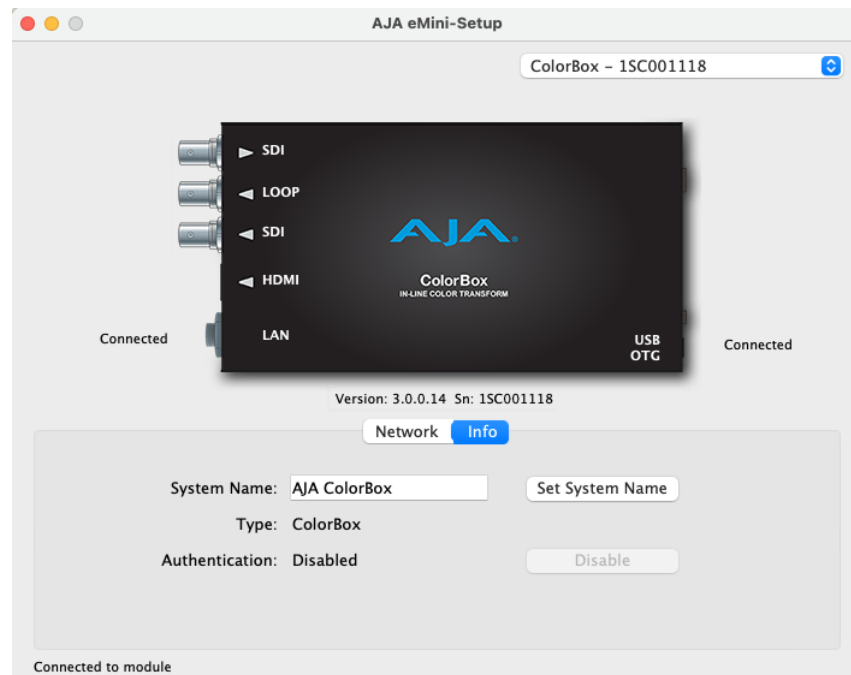 AJA eMini-Setup
ColorBox – 1SC001118
SDI
LOOP
SDI
AJA®
HDMI
ColorBox
IN-LINE COLOR TRANSFORM
Connected
LAN
USB
OTG
Connected
Version: 3.0.0.14 Sn: 1SC001118
Network Info
System Name: AJA ColorBox Set System Name
Type: ColorBox
Authentication: Disabled Disable
Connected to module